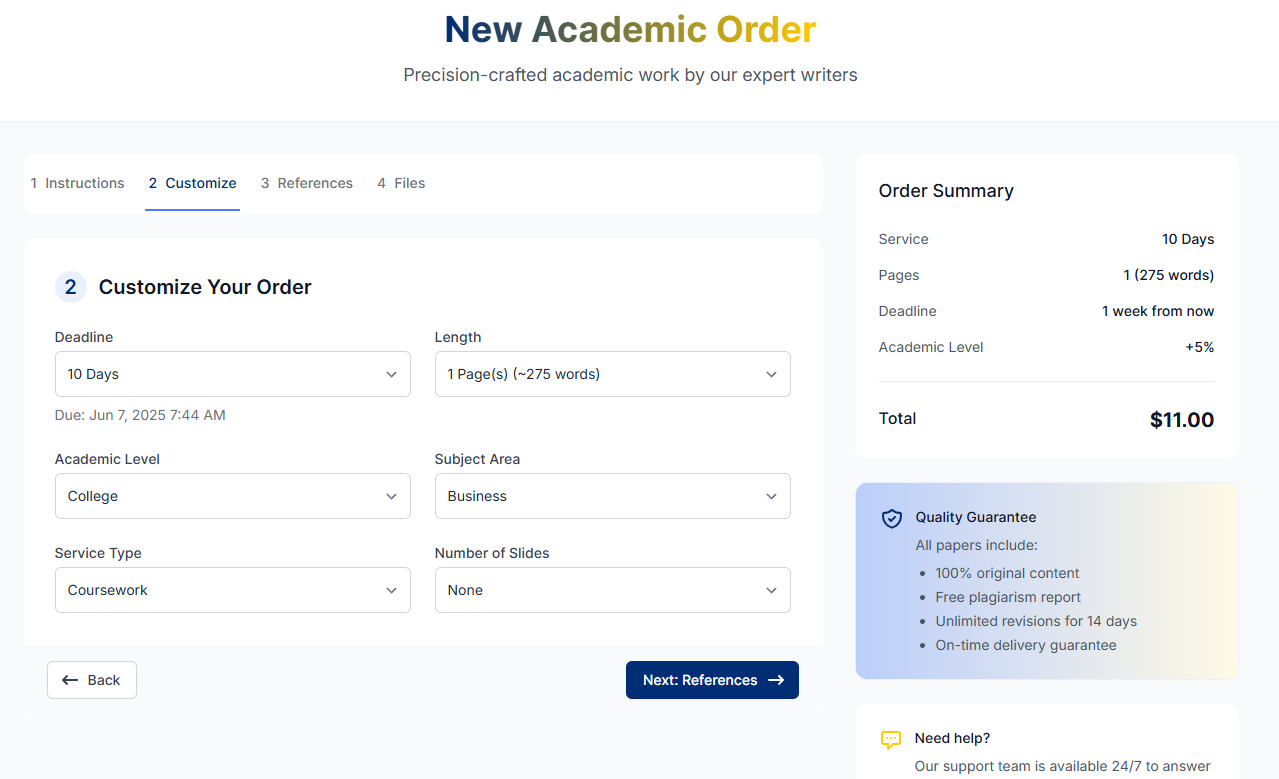 New Academic Order
Precision-crafted academic work by our expert writers
1 Instructions
2 Customize
3 References
4 Files
2 Customize Your Order
Deadline
10 Days
Due: Jun 7, 2025 7:44 AM
Length
1 Page(s) (~275 words)
Academic Level
College
Subject Area
Business
Service Type
Coursework
Number of Slides
None
Back
Next: References
Order Summary
Service 10 Days
Pages 1 (275 words)
Deadline 1 week from now
Academic Level +5%
Total $11.00
Quality Guarantee
All papers include:
100% original content
Free plagiarism report
Unlimited revisions for 14 days
On-time delivery guarantee
Need help?
Our support team is available 24/7 to answer